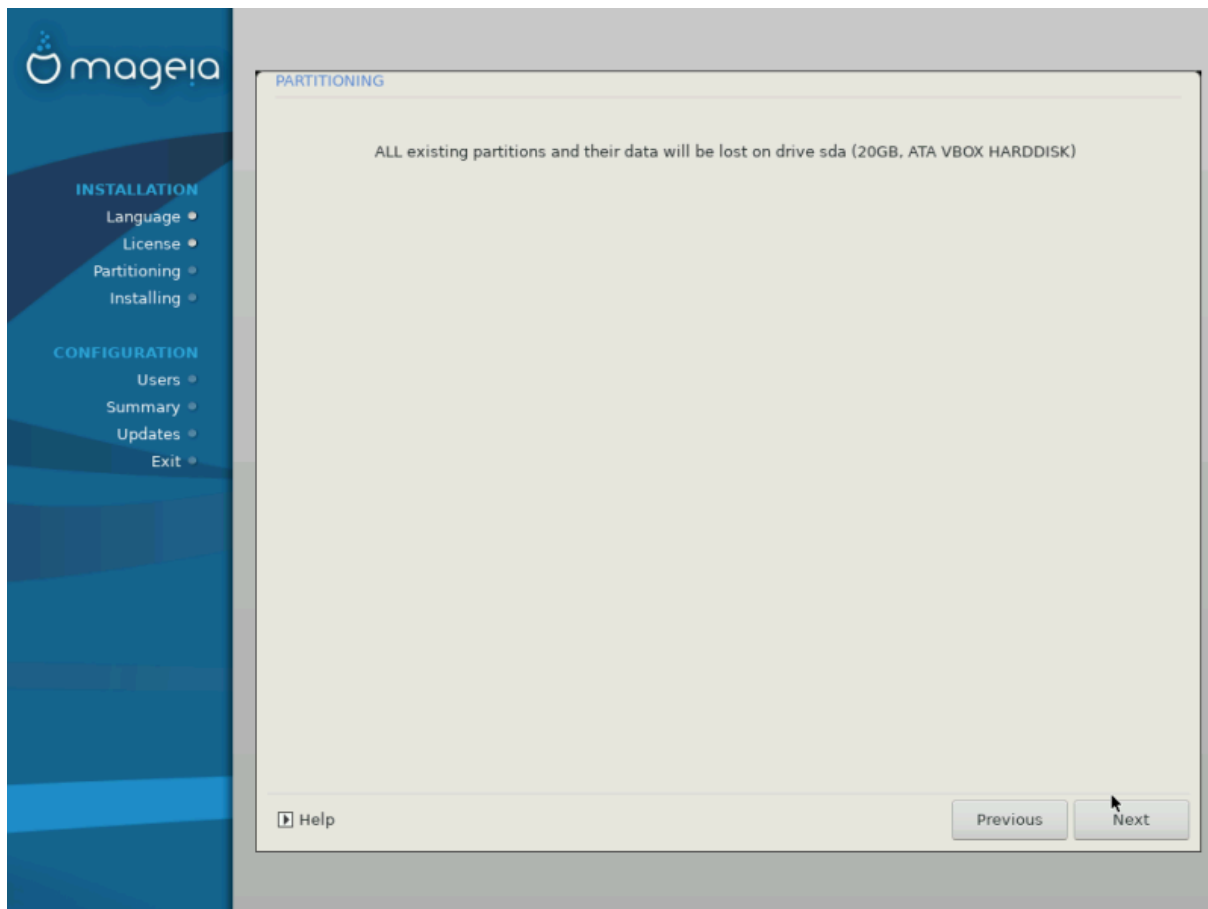 mageia
INSTALLATION
Language
License
Partitioning
Installing
CONFIGURATION
Users
Summary
Updates
Exit
PARTITIONING
ALL existing partitions and their data will be lost on drive sda (20GB, ATA VBOX HARDDISK)
Help
Previous
Next